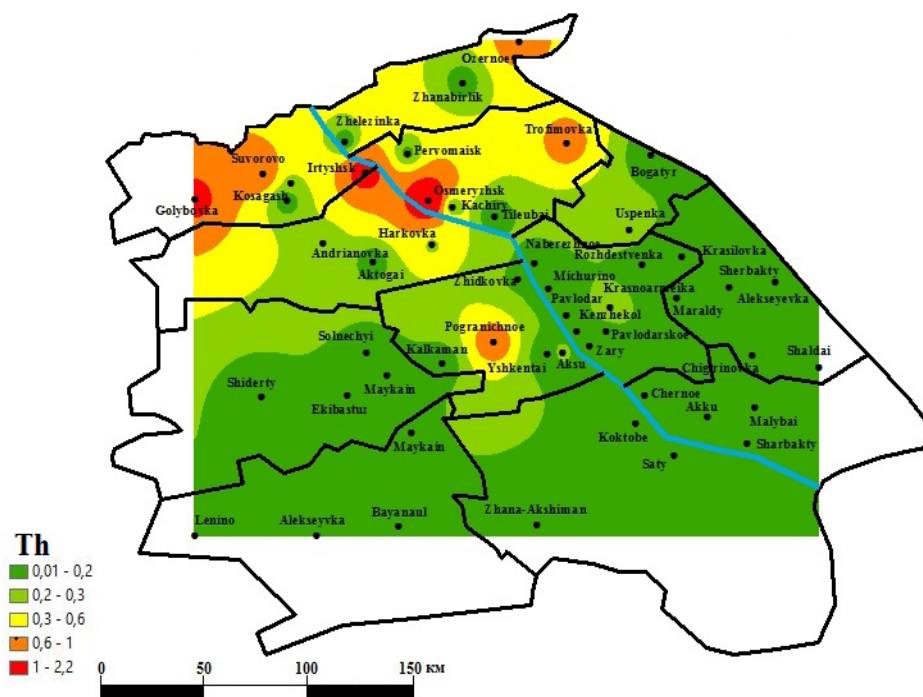 Ozernoe
Zhanabirlik
Zhelezinka
Trofimovka
Pervomaisk
Suvorovo
Irtyshsk
Bogatyr
Kosagash
Osmeryzhsk
Golybovka
Kachiry
Tileubai
Uspenka
Harkovka
Andrianovka
Naberezhnoe
Rozhdestvenka
Krasilovka
Aktogai
Zhidkovka
Michurino
Sherbakty
Krasnoarmeika
Pavlodar
Maraldy
Alekseyevka
Kenzhekol
Pogranichnoe
Solnechyi
Pavlodarskoe
Kalkaman
Yshkentai
Aksu
Zary
Shaldai
Chigirinovka
Shiderty
Maykain
Ekibastuz
Chernoe
Akku
Malybai
Maykain
Koktobe
Sharbakty
Saty
Lenino
Alekseyvka
Bayanaul
Zhana-Akshiman
Th
0,01 - 0,2
0,2 - 0,3
0,3 - 0,6
0,6 - 1
1 - 2,2
0 50 100 150 км